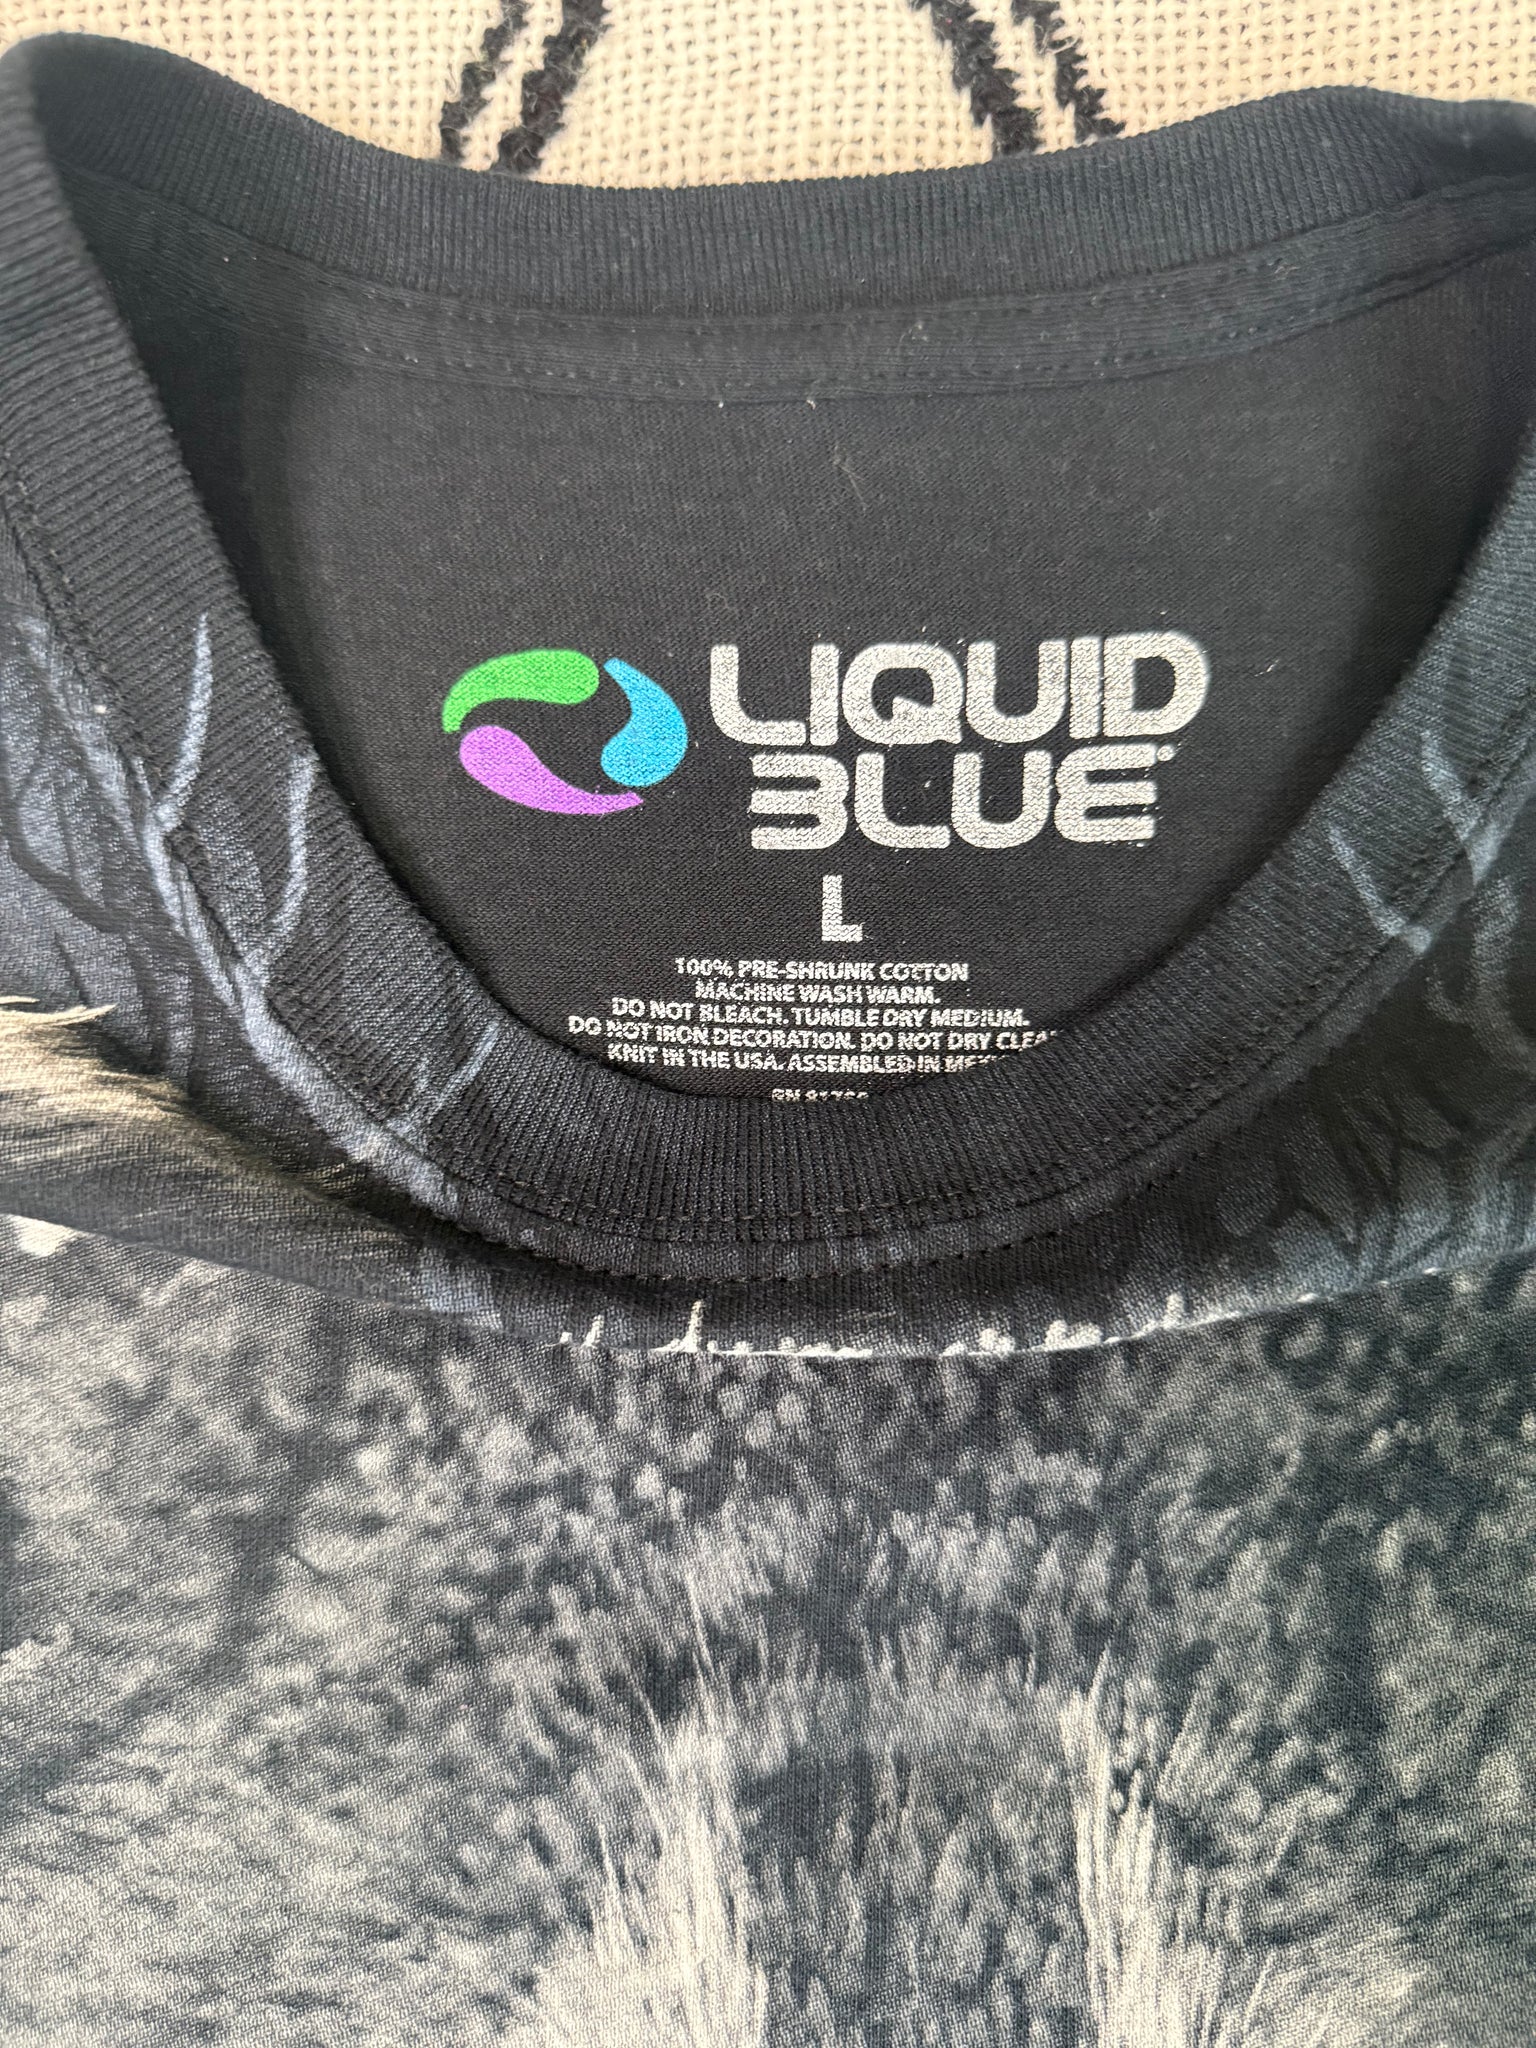 LIQUID
BLUE
L
100% PRE-SHRUNK COTTON
MACHINE WASH WARM.
DO NOT BLEACH. TUMBLE DRY MEDIUM.
DO NOT IRON DECORATION. DO NOT DRY
KNIT IN THE USA. ASSEMBLED IN